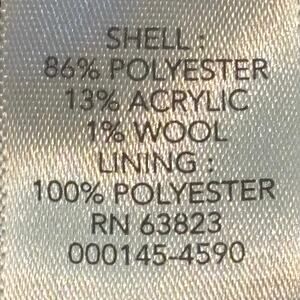 SHELL :
86% POLYESTER
13% ACRYLIC
1% WOOL
LINING :
100% POLYESTER
RN 63823
000145-4590